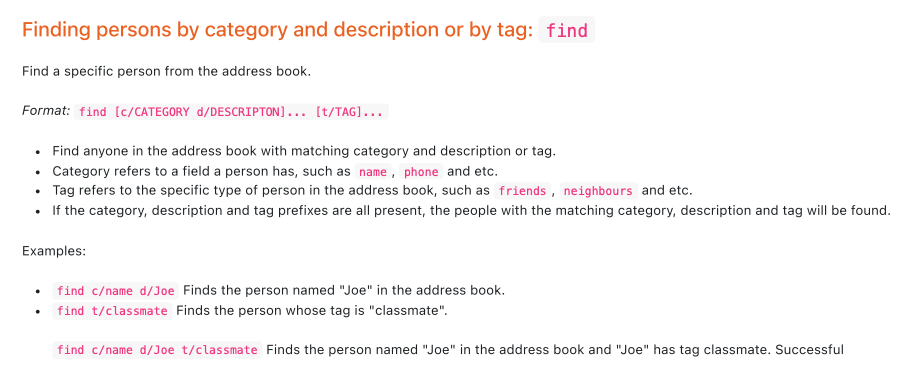 Finding persons by category and description or by tag: find
Find a specific person from the address book.
Format: find [c/CATEGORY d/DESCRIPTON]... [t/TAG]...
• Find anyone in the address book with matching category and description or tag.
• Category refers to a field a person has, such as name, phone and etc.
• Tag refers to the specific type of person in the address book, such as friends, neighbours and etc.
• If the category, description and tag prefixes are all present, the people with the matching category, description and tag will be found.
Examples:
• find c/name d/Joe Finds the person named "Joe" in the address book.
• find t/classmate Finds the person whose tag is "classmate".
find c/name d/Joe t/classmate Finds the person named "Joe" in the address book and "Joe" has tag classmate. Successful